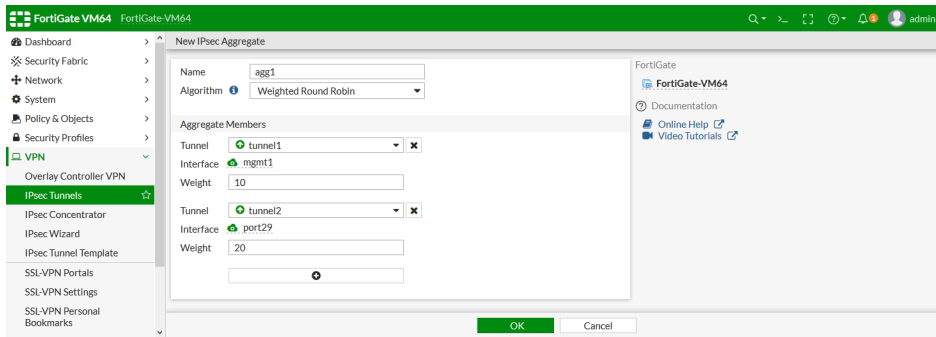 FortiGate VM64 FortiGate-VM64
>_ 1 admin
Dashboard
Security Fabric
Network
System
Policy & Objects
Security Profiles
VPN
Overlay Controller VPN
IPsec Tunnels
IPsec Concentrator
IPsec Wizard
IPsec Tunnel Template
SSL-VPN Portals
SSL-VPN Settings
SSL-VPN Personal
Bookmarks
New IPsec Aggregate
Name agg1
Algorithm Weighted Round Robin
Aggregate Members
Tunnel tunnel1
Interface mgmt1
Weight 10
Tunnel tunnel2
Interface port29
Weight 20
OK Cancel
FortiGate
FortiGate-VM64
Documentation
Online Help
Video Tutorials